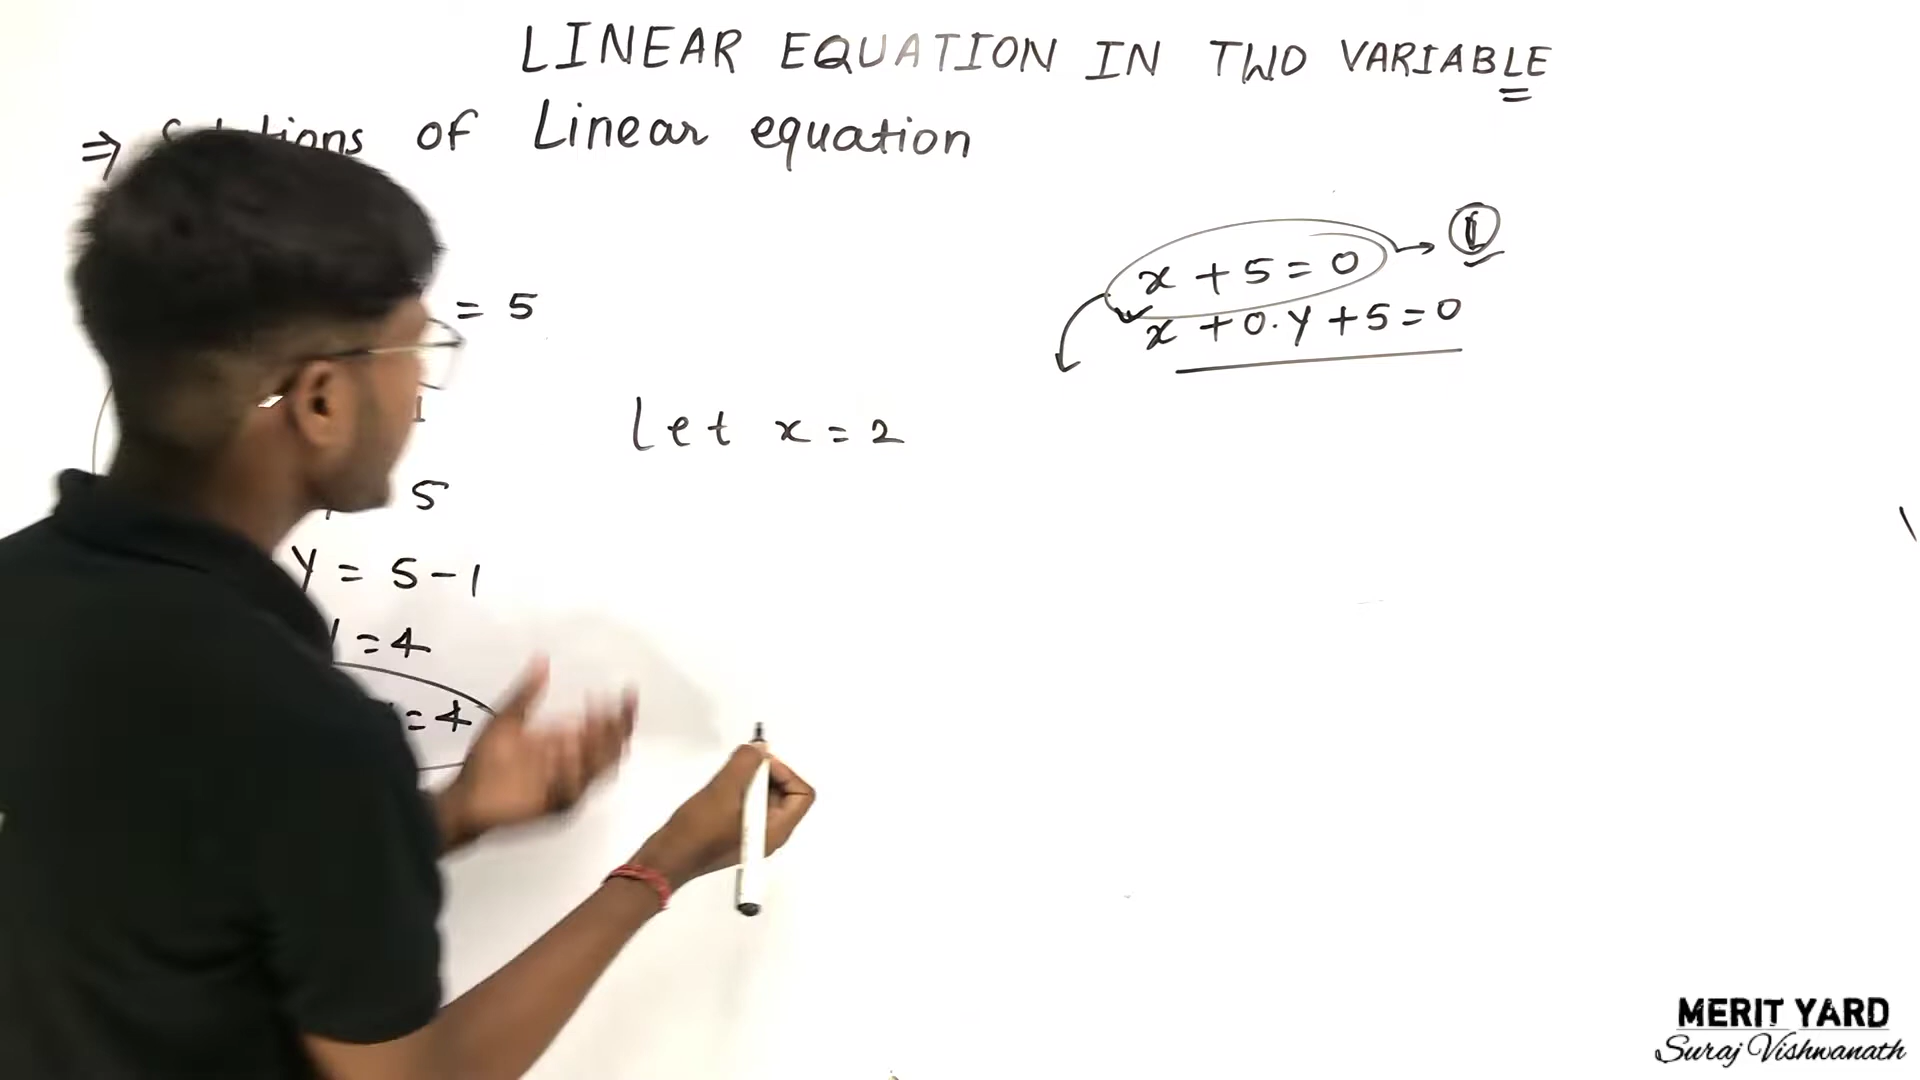 LINEAR EQUATION IN TWO VARIABLE
⇒ of Linear equation
x + 5 = 0 → ①
x + 0.y + 5 = 0
= 5
1
Let x = 2
5
y = 5 - 1
= 4
= 4
MERIT YARD
Suraj Vishwanath